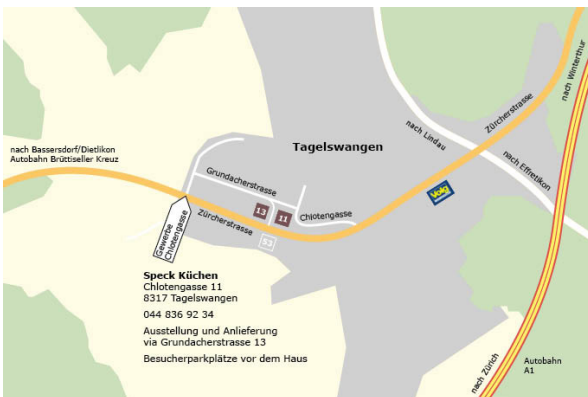 nach Winterthur
Zürcherstrasse
nach Lindau
nach Effretikon
Tagelswangen
nach Bassersdorf/Dietlikon
Autobahn Brüttiseller Kreuz
Grundacherstrasse
Volg
13
11
Chlotengasse
Zürcherstrasse
53
Gewerbe
Chlotengasse
Speck Küchen
Chlotengasse 11
8317 Tagelswangen
044 836 92 34
Ausstellung und Anlieferung
via Grundacherstrasse 13
Besucherparkplätze vor dem Haus
nach Zürich
Autobahn
A1